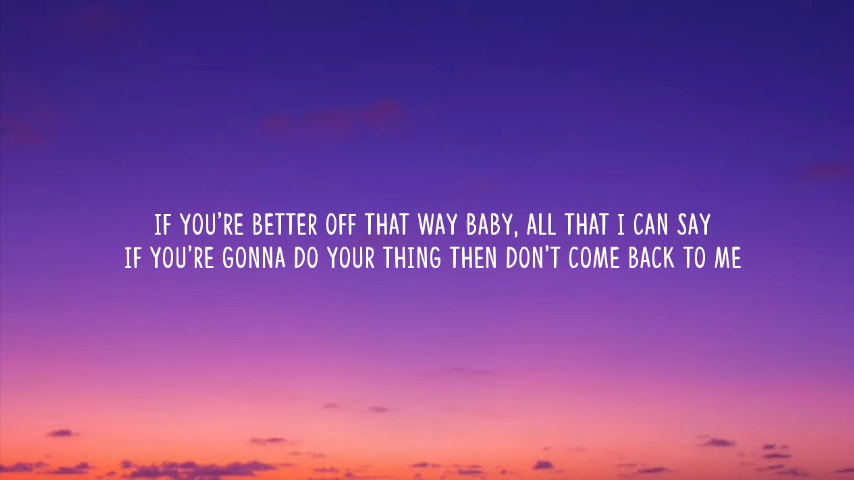 IF YOU'RE BETTER OFF THAT WAY BABY, ALL THAT I CAN SAY
IF YOU'RE GONNA DO YOUR THING THEN DON'T COME BACK TO ME